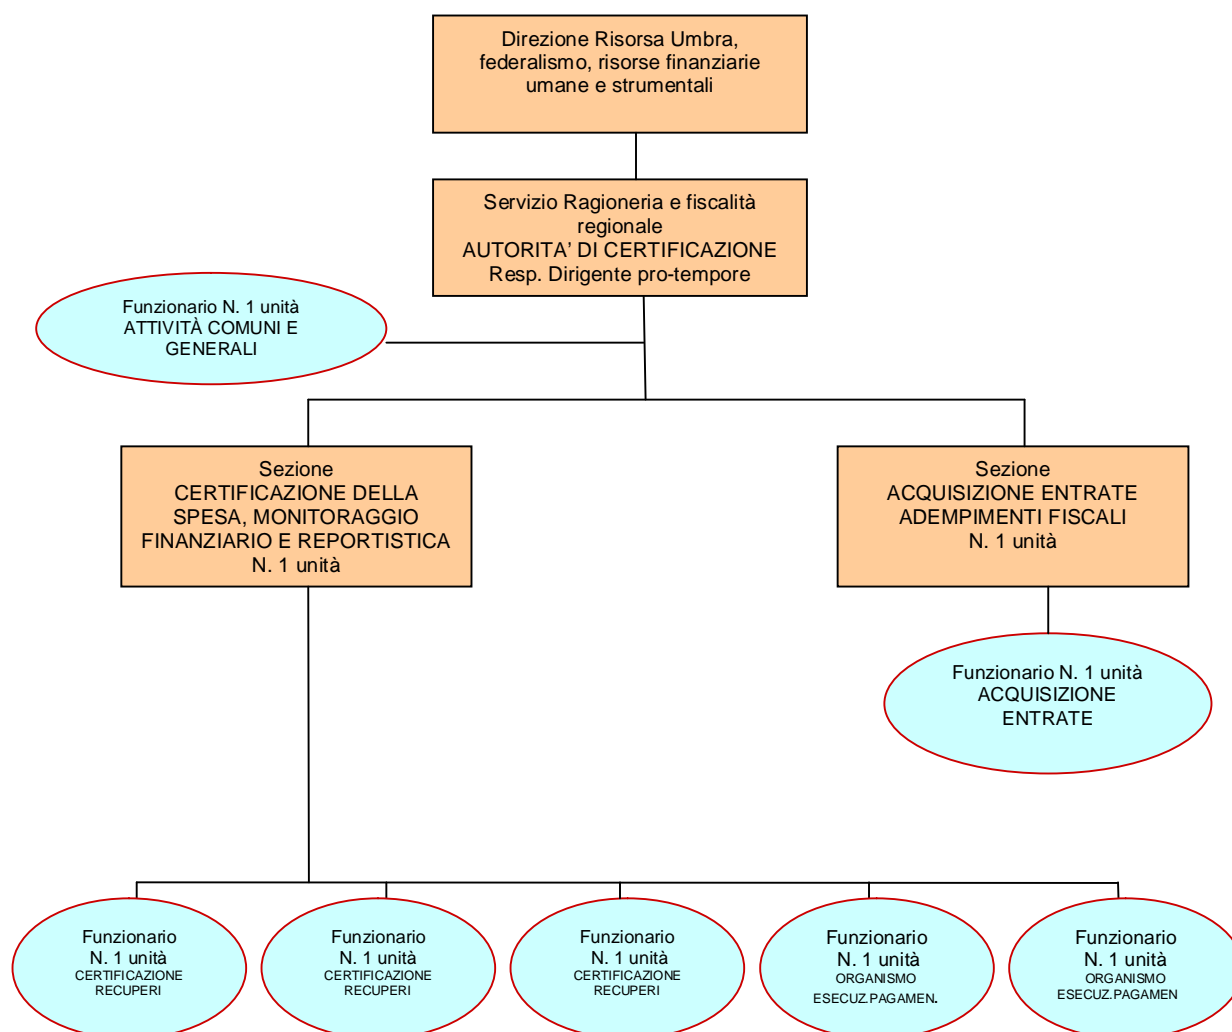 Direzione Risorsa Umbra,
federalismo, risorse finanziarie
umane e strumentali
Servizio Ragioneria e fiscalità
regionale
AUTORITA’ DI CERTIFICAZIONE
Resp. Dirigente pro-tempore
Funzionario N. 1 unità
ATTIVITÀ COMUNI E
GENERALI
Sezione
CERTIFICAZIONE DELLA
SPESA, MONITORAGGIO
FINANZIARIO E REPORTISTICA
N. 1 unità
Sezione
ACQUISIZIONE ENTRATE
ADEMPIMENTI FISCALI
N. 1 unità
Funzionario N. 1 unità
ACQUISIZIONE
ENTRATE
Funzionario
N. 1 unità
CERTIFICAZIONE
RECUPERI
Funzionario
N. 1 unità
CERTIFICAZIONE
RECUPERI
Funzionario
N. 1 unità
CERTIFICAZIONE
RECUPERI
Funzionario
N. 1 unità
ORGANISMO
ESECUZ.PAGAMEN.
Funzionario
N. 1 unità
ORGANISMO
ESECUZ.PAGAMEN